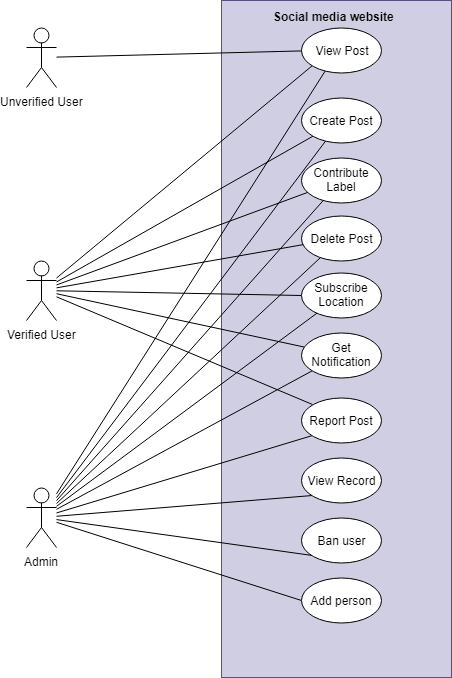 Social media website
View Post
Unverified User
Create Post
Contribute
Label
Delete Post
Subscribe
Location
Verified User
Get
Notification
Report Post
View Record
Ban user
Admin
Add person